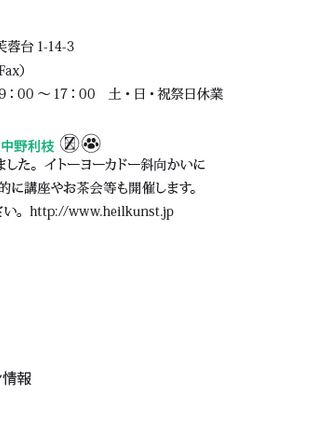 芙蓉台 1-14-3
Fax）
9：00 〜 17：00　土・日・祝祭日休業
中野利枝
ました。イトーヨーカドー斜向かいに
的に講座やお茶会等も開催します。
さい。http://www.heilkunst.jp
情報